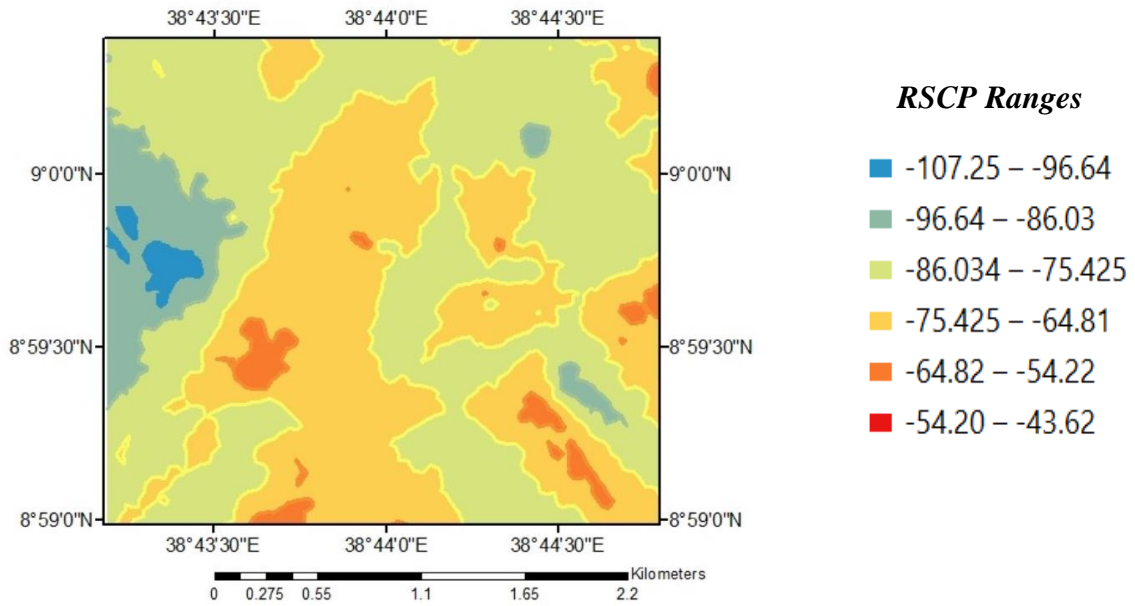 38°43'30"E 38°44'0"E 38°44'30"E
9°0'0"N 9°0'0"N
8°59'30"N 8°59'30"N
8°59'0"N 8°59'0"N
38°43'30"E 38°44'0"E 38°44'30"E
Kilometers
0 0.275 0.55 1.1 1.65 2.2
RSCP Ranges
-107.25 – -96.64
-96.64 – -86.03
-86.034 – -75.425
-75.425 – -64.81
-64.82 – -54.22
-54.20 – -43.62